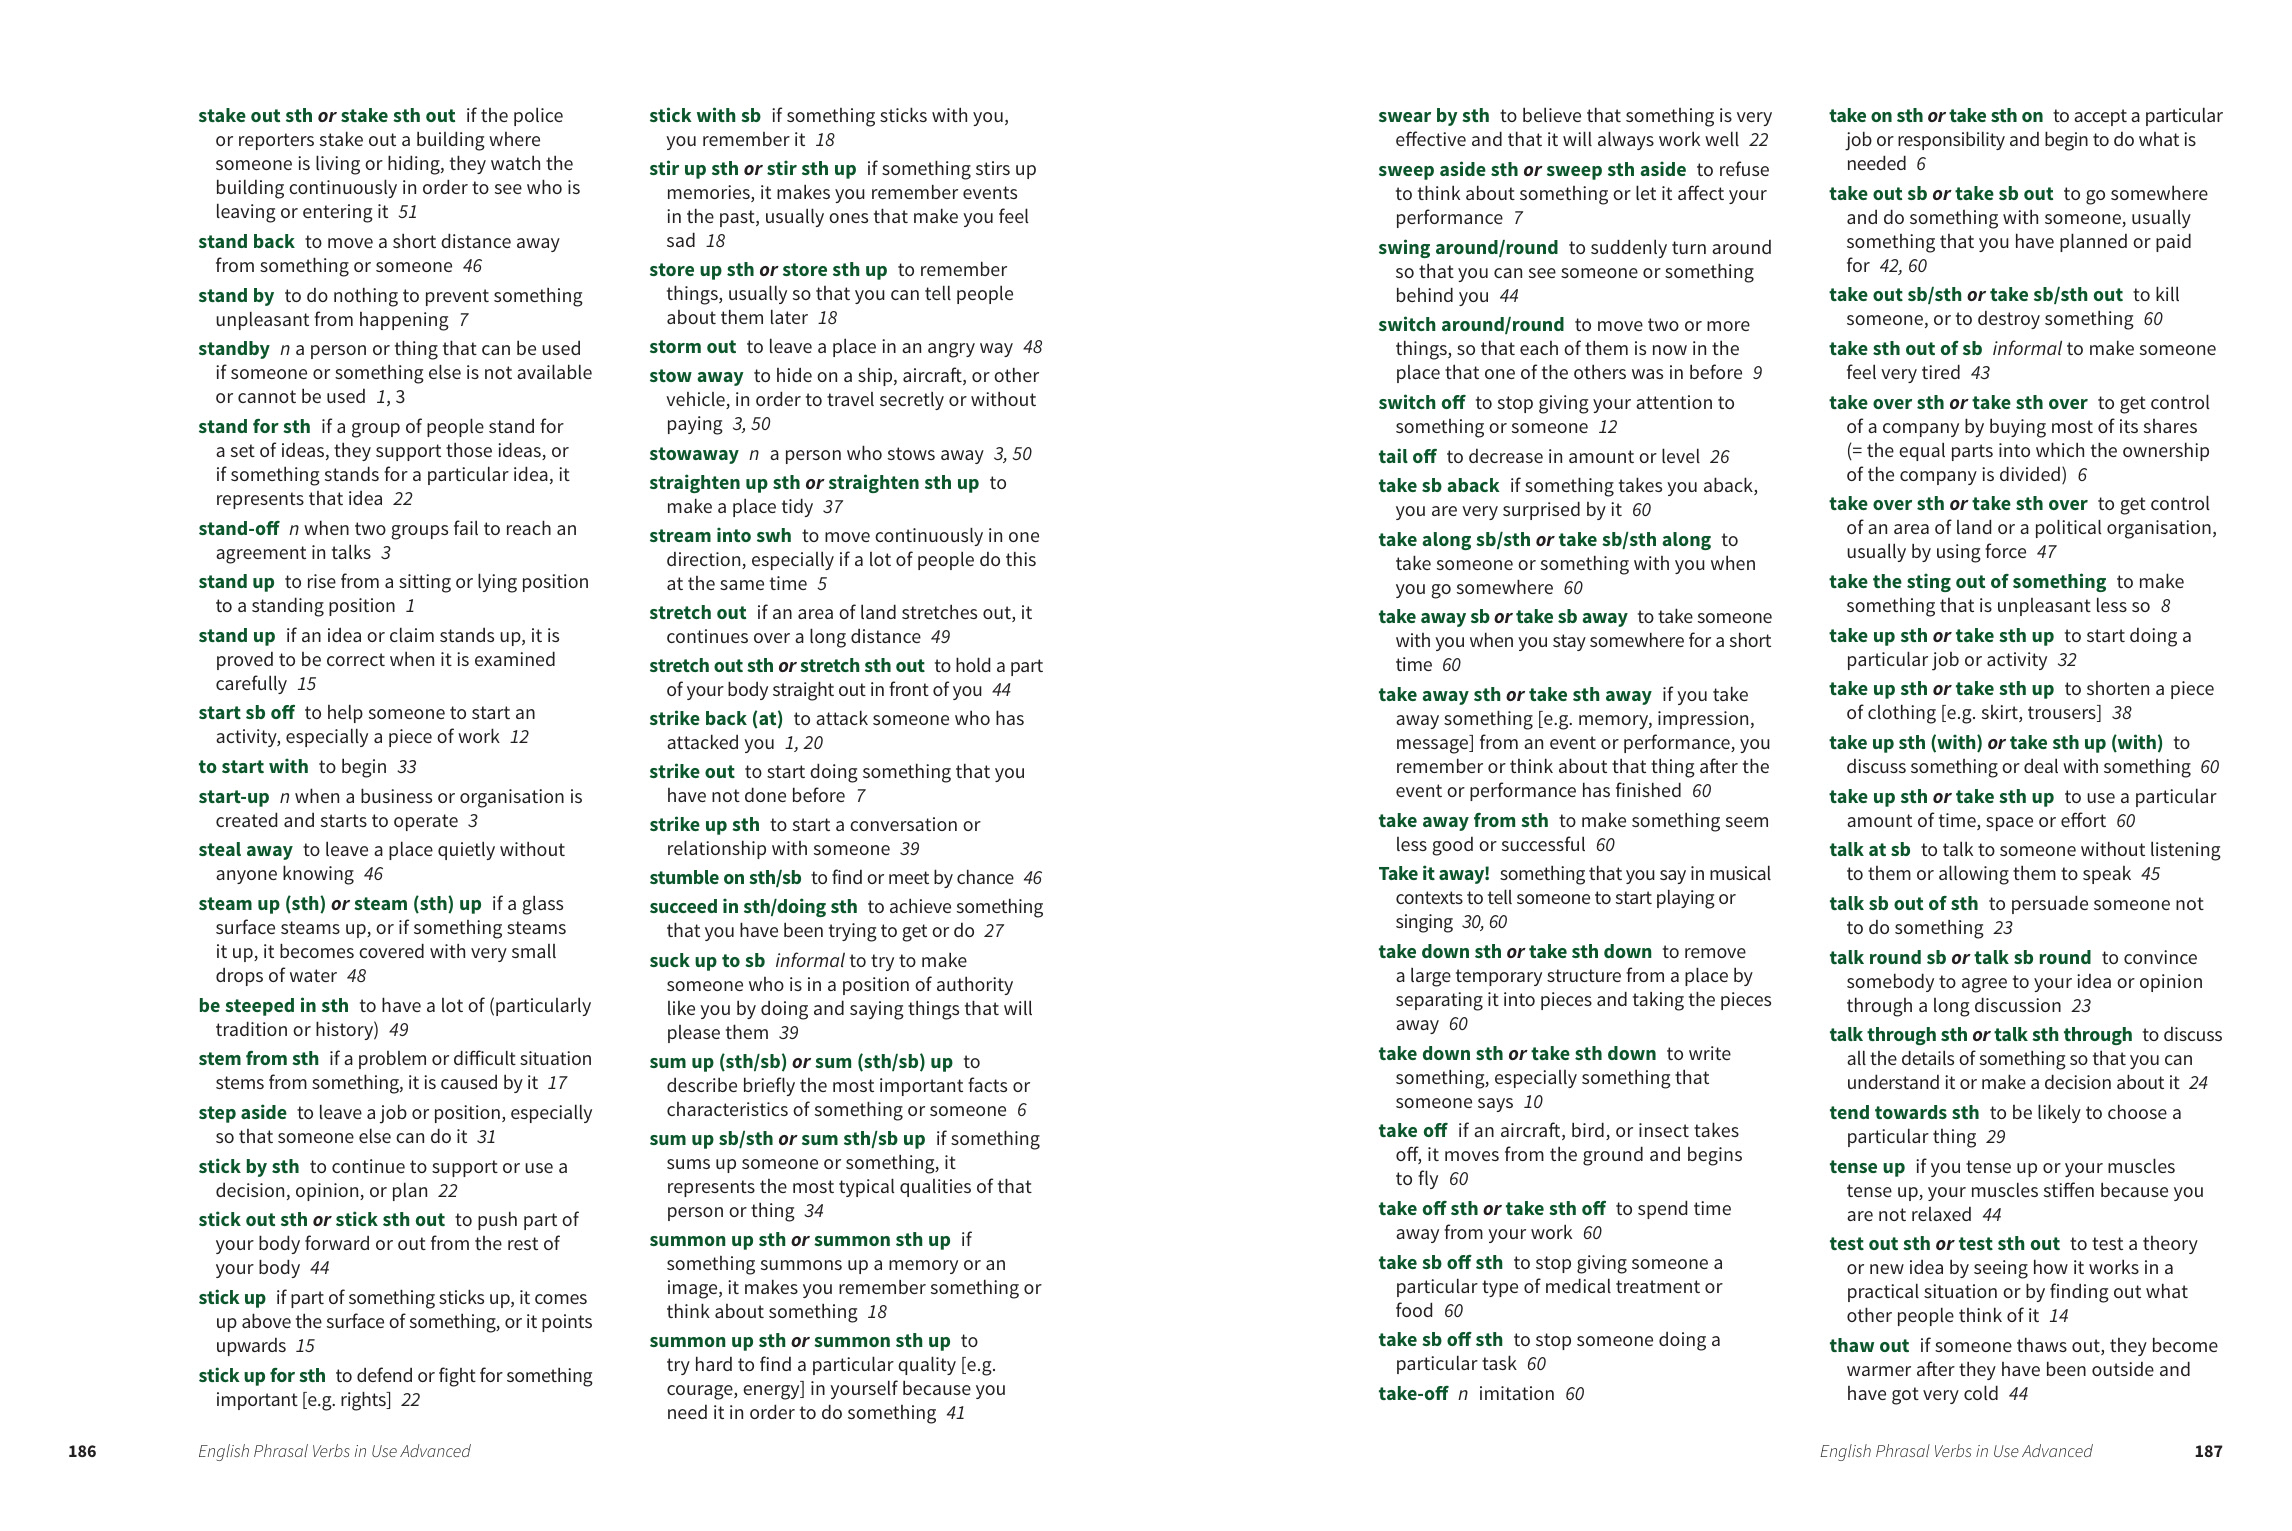 stake out sth or stake sth out if the police
or reporters stake out a building where
someone is living or hiding, they watch the
building continuously in order to see who is
leaving or entering it 51
stand back to move a short distance away
from something or someone 46
stand by to do nothing to prevent something
unpleasant from happening 7
standby n a person or thing that can be used
if someone or something else is not available
or cannot be used 1, 3
stand for sth if a group of people stand for
a set of ideas, they support those ideas, or
if something stands for a particular idea, it
represents that idea 22
stand-off n when two groups fail to reach an
agreement in talks 3
stand up to rise from a sitting or lying position
to a standing position 1
stand up if an idea or claim stands up, it is
proved to be correct when it is examined
carefully 15
start sb off to help someone to start an
activity, especially a piece of work 12
to start with to begin 33
start-up n when a business or organisation is
created and starts to operate 3
steal away to leave a place quietly without
anyone knowing 46
steam up (sth) or steam (sth) up if a glass
surface steams up, or if something steams
it up, it becomes covered with very small
drops of water 48
be steeped in sth to have a lot of (particularly
tradition or history) 49
stem from sth if a problem or difficult situation
stems from something, it is caused by it 17
step aside to leave a job or position, especially
so that someone else can do it 31
stick by sth to continue to support or use a
decision, opinion, or plan 22
stick out sth or stick sth out to push part of
your body forward or out from the rest of
your body 44
stick up if part of something sticks up, it comes
up above the surface of something, or it points
upwards 15
stick up for sth to defend or fight for something
important [e.g. rights] 22
stick with sb if something sticks with you,
you remember it 18
stir up sth or stir sth up if something stirs up
memories, it makes you remember events
in the past, usually ones that make you feel
sad 18
store up sth or store sth up to remember
things, usually so that you can tell people
about them later 18
storm out to leave a place in an angry way 48
stow away to hide on a ship, aircraft, or other
vehicle, in order to travel secretly or without
paying 3, 50
stowaway n a person who stows away 3, 50
straighten up sth or straighten sth up to
make a place tidy 37
stream into swh to move continuously in one
direction, especially if a lot of people do this
at the same time 5
stretch out if an area of land stretches out, it
continues over a long distance 49
stretch out sth or stretch sth out to hold a part
of your body straight out in front of you 44
strike back (at) to attack someone who has
attacked you 1, 20
strike out to start doing something that you
have not done before 7
strike up sth to start a conversation or
relationship with someone 39
stumble on sth/sb to find or meet by chance 46
succeed in sth/doing sth to achieve something
that you have been trying to get or do 27
suck up to sb informal to try to make
someone who is in a position of authority
like you by doing and saying things that will
please them 39
sum up (sth/sb) or sum (sth/sb) up to
describe briefly the most important facts or
characteristics of something or someone 6
sum up sb/sth or sum sth/sb up if something
sums up someone or something, it
represents the most typical qualities of that
person or thing 34
summon up sth or summon sth up if
something summons up a memory or an
image, it makes you remember something or
think about something 18
summon up sth or summon sth up to
try hard to find a particular quality [e.g.
courage, energy] in yourself because you
need it in order to do something 41
186 English Phrasal Verbs in Use Advanced
swear by sth to believe that something is very
effective and that it will always work well 22
sweep aside sth or sweep sth aside to refuse
to think about something or let it affect your
performance 7
swing around/round to suddenly turn around
so that you can see someone or something
behind you 44
switch around/round to move two or more
things, so that each of them is now in the
place that one of the others was in before 9
switch off to stop giving your attention to
something or someone 12
tail off to decrease in amount or level 26
take sb aback if something takes you aback,
you are very surprised by it 60
take along sb/sth or take sb/sth along to
take someone or something with you when
you go somewhere 60
take away sb or take sb away to take someone
with you when you stay somewhere for a short
time 60
take away sth or take sth away if you take
away something [e.g. memory, impression,
message] from an event or performance, you
remember or think about that thing after the
event or performance has finished 60
take away from sth to make something seem
less good or successful 60
Take it away! something that you say in musical
contexts to tell someone to start playing or
singing 30, 60
take down sth or take sth down to remove
a large temporary structure from a place by
separating it into pieces and taking the pieces
away 60
take down sth or take sth down to write
something, especially something that
someone says 10
take off if an aircraft, bird, or insect takes
off, it moves from the ground and begins
to fly 60
take off sth or take sth off to spend time
away from your work 60
take sb off sth to stop giving someone a
particular type of medical treatment or
food 60
take sb off sth to stop someone doing a
particular task 60
take-off n imitation 60
take on sth or take sth on to accept a particular
job or responsibility and begin to do what is
needed 6
take out sb or take sb out to go somewhere
and do something with someone, usually
something that you have planned or paid
for 42, 60
take out sb/sth or take sb/sth out to kill
someone, or to destroy something 60
take sth out of sb informal to make someone
feel very tired 43
take over sth or take sth over to get control
of a company by buying most of its shares
(= the equal parts into which the ownership
of the company is divided) 6
take over sth or take sth over to get control
of an area of land or a political organisation,
usually by using force 47
take the sting out of something to make
something that is unpleasant less so 8
take up sth or take sth up to start doing a
particular job or activity 32
take up sth or take sth up to shorten a piece
of clothing [e.g. skirt, trousers] 38
take up sth (with) or take sth up (with) to
discuss something or deal with something 60
take up sth or take sth up to use a particular
amount of time, space or effort 60
talk at sb to talk to someone without listening
to them or allowing them to speak 45
talk sb out of sth to persuade someone not
to do something 23
talk round sb or talk sb round to convince
somebody to agree to your idea or opinion
through a long discussion 23
talk through sth or talk sth through to discuss
all the details of something so that you can
understand it or make a decision about it 24
tend towards sth to be likely to choose a
particular thing 29
tense up if you tense up or your muscles
tense up, your muscles stiffen because you
are not relaxed 44
test out sth or test sth out to test a theory
or new idea by seeing how it works in a
practical situation or by finding out what
other people think of it 14
thaw out if someone thaws out, they become
warmer after they have been outside and
have got very cold 44
English Phrasal Verbs in Use Advanced 187